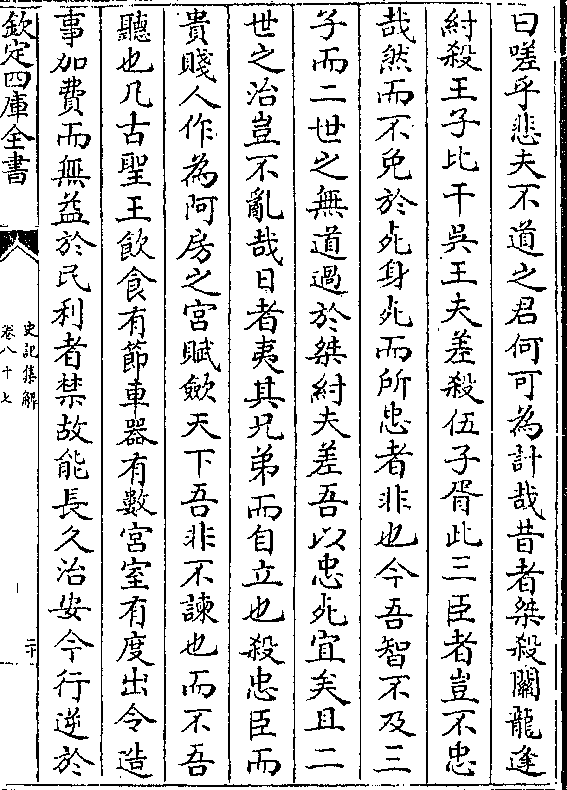 曰嗟乎悲夫不道之君何可為計哉昔者桀殺關龍逢
紂殺王子比干吳王夫差殺伍子胥此三臣者豈不忠
哉然而不免於死身死而所忠者非也今吾智不及三
子而二世之無道過於桀紂夫差吾以忠死宜矣且二
世之治豈不亂哉日者夷其兄弟而自立也殺忠臣而
貴賤人作為阿房之宮賦斂天下吾非不諫也而不吾
聽也凡古聖王飲食有節車器有數宮室有度出令造
事加費而無益於民利者禁故能長久治安今行逆於
欽定四庫全書
史記集解
卷八十七
二十